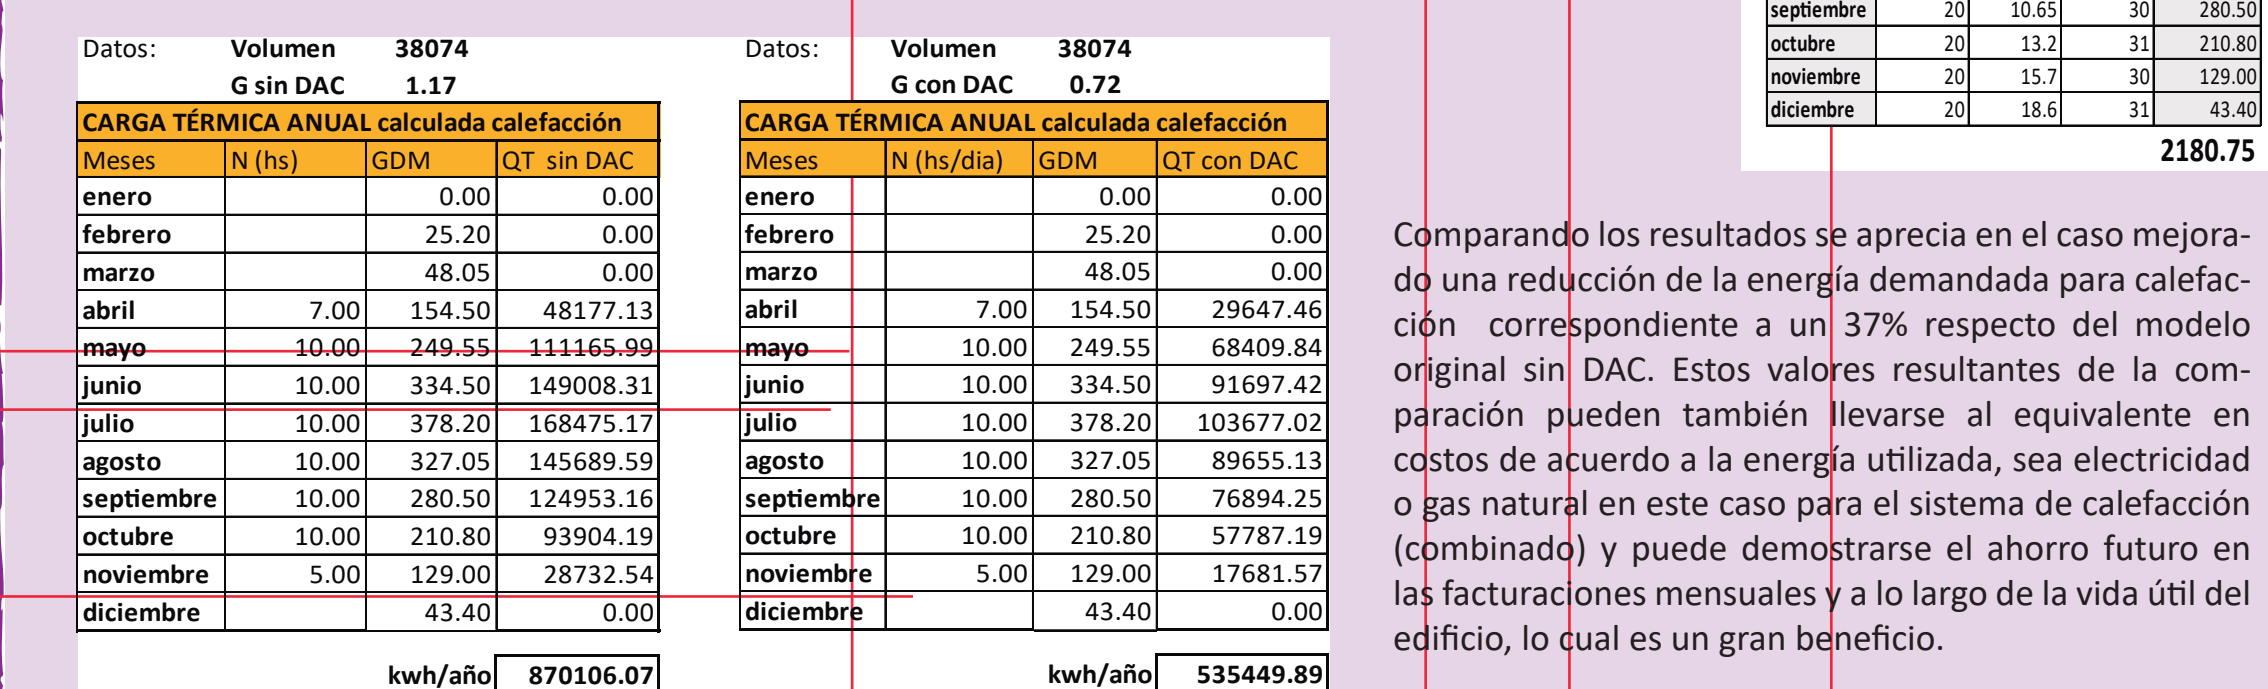 Datos: Volumen 38074
G sin DAC 1.17
CARGA TÉRMICA ANUAL calculada calefacción
Meses N (hs) GDM QT sin DAC
enero 0.00 0.00
febrero 25.20 0.00
marzo 48.05 0.00
abril 7.00 154.50 48177.13
mayo 10.00 249.55 111165.99
junio 10.00 334.50 149008.31
julio 10.00 378.20 168475.17
agosto 10.00 327.05 145689.59
septiembre 10.00 280.50 124953.16
octubre 10.00 210.80 93904.19
noviembre 5.00 129.00 28732.54
diciembre 43.40 0.00
kwh/año 870106.07
Datos: Volumen 38074
G con DAC 0.72
CARGA TÉRMICA ANUAL calculada calefacción
Meses N (hs/dia) GDM QT con DAC
enero 0.00 0.00
febrero 25.20 0.00
marzo 48.05 0.00
abril 7.00 154.50 29647.46
mayo 10.00 249.55 68409.84
junio 10.00 334.50 91697.42
julio 10.00 378.20 103677.02
agosto 10.00 327.05 89655.13
septiembre 10.00 280.50 76894.25
octubre 10.00 210.80 57787.19
noviembre 5.00 129.00 17681.57
diciembre 43.40 0.00
kwh/año 535449.89
septiembre 20 10.65 30 280.50
octubre 20 13.2 31 210.80
noviembre 20 15.7 30 129.00
diciembre 20 18.6 31 43.40
2180.75
Comparando los resultados se aprecia en el caso mejora-
do una reducción de la energía demandada para calefac-
ción correspondiente a un 37% respecto del modelo
original sin DAC. Estos valores resultantes de la com-
paración pueden también llevarse al equivalente en
costos de acuerdo a la energía utilizada, sea electricidad
o gas natural en este caso para el sistema de calefacción
(combinado) y puede demostrarse el ahorro futuro en
las facturaciones mensuales y a lo largo de la vida útil del
edificio, lo cual es un gran beneficio.